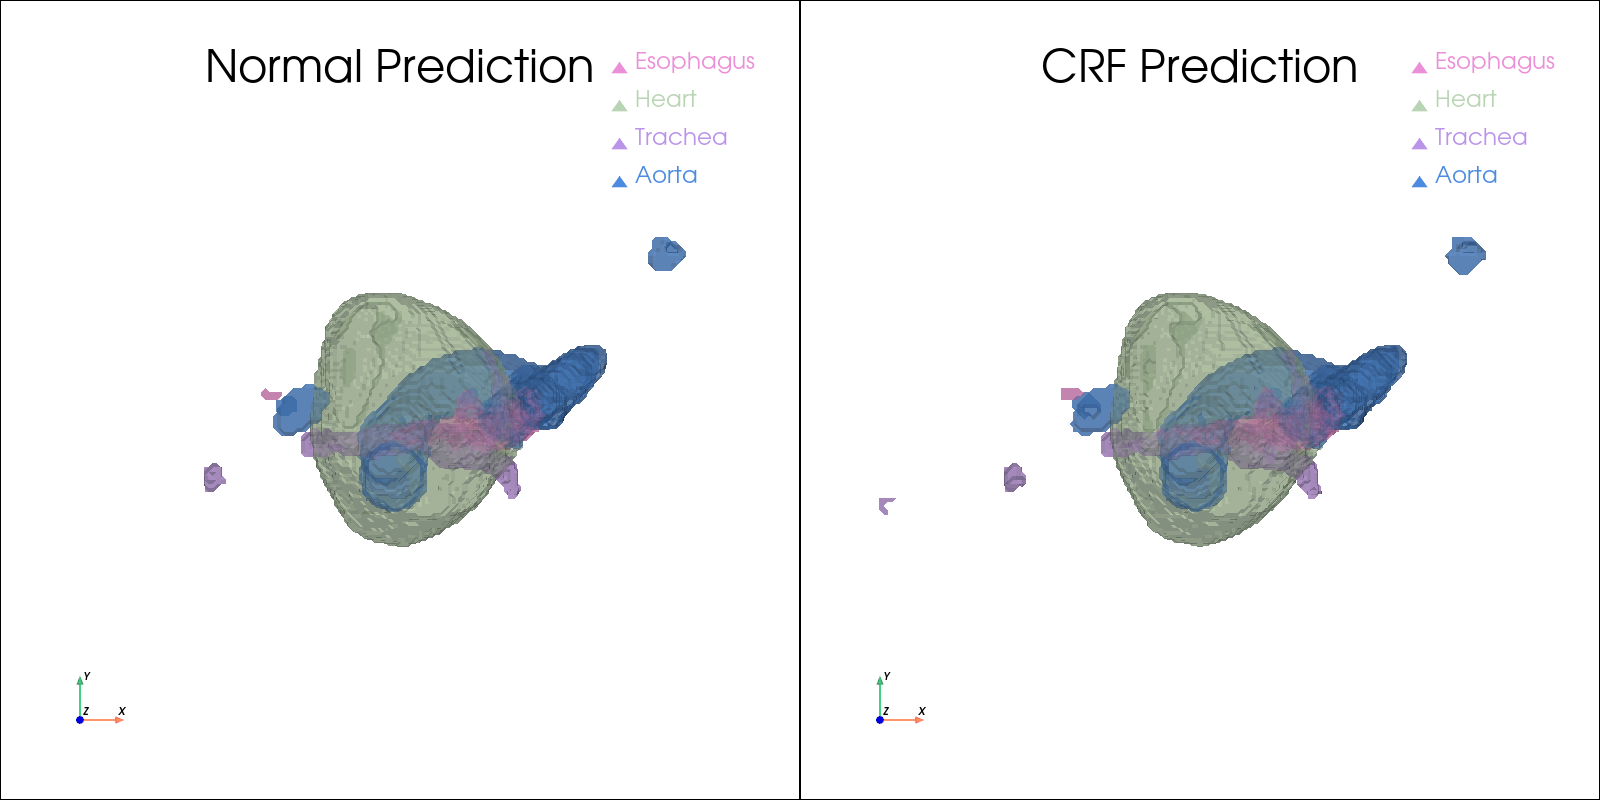 Normal Prediction
Esophagus
Heart
Trachea
Aorta
Y
Z
X
CRF Prediction
Esophagus
Heart
Trachea
Aorta
Y
Z
X